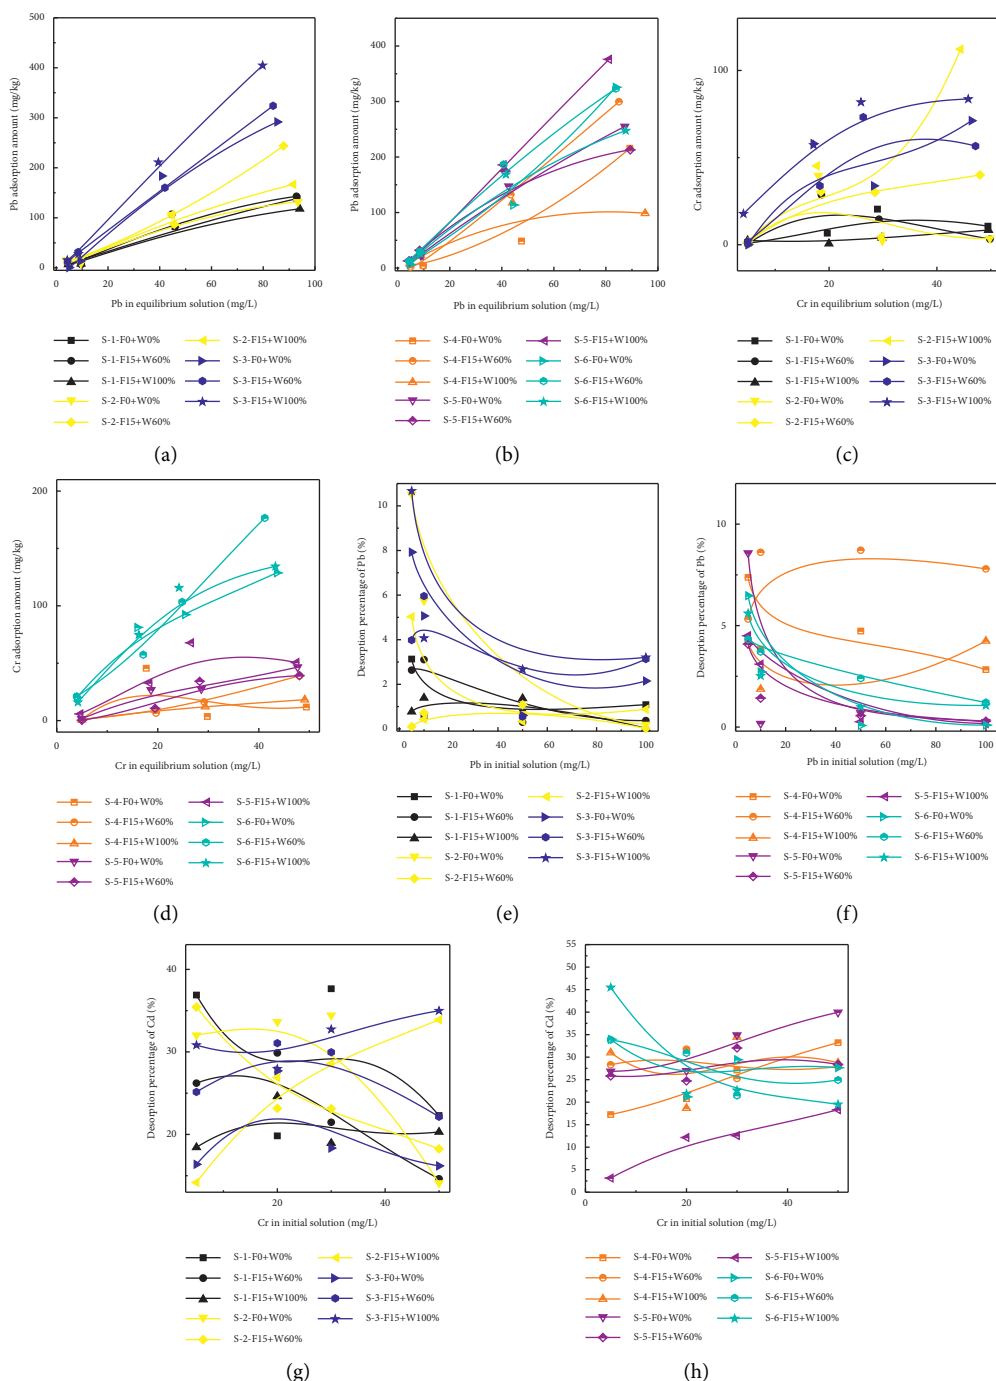 500
400
300
200
100
0
Pb adsorption amount (mg/kg)
0 20 40 60 80 100
Pb in equilibrium solution (mg/L)
S-1-F0+W0%
S-1-F15+W60%
S-1-F15+W100%
S-2-F0+W0%
S-2-F15+W60%
S-2-F15+W100%
S-3-F0+W0%
S-3-F15+W60%
S-3-F15+W100%
(a)
400
300
200
100
0
Pb adsorption amount (mg/kg)
0 20 40 60 80 100
Pb in equilibrium solution (mg/L)
S-4-F0+W0%
S-4-F15+W60%
S-4-F15+W100%
S-5-F0+W0%
S-5-F15+W60%
S-5-F15+W100%
S-6-F0+W0%
S-6-F15+W60%
S-6-F15+W100%
(b)
100
0
Cr adsorption amount (mg/kg)
20 40
Cr in equilibrium solution (mg/L)
S-1-F0+W0%
S-1-F15+W60%
S-1-F15+W100%
S-2-F0+W0%
S-2-F15+W60%
S-2-F15+W100%
S-3-F0+W0%
S-3-F15+W60%
S-3-F15+W100%
(c)
200
100
0
Cr adsorption amount (mg/kg)
0 20 40
Cr in equilibrium solution (mg/L)
S-4-F0+W0%
S-4-F15+W60%
S-4-F15+W100%
S-5-F0+W0%
S-5-F15+W60%
S-5-F15+W100%
S-6-F0+W0%
S-6-F15+W60%
S-6-F15+W100%
(d)
10
8
6
4
2
0
Desorption percentage of Pb (%)
0 20 40 60 80 100
Pb in initial solution (mg/L)
S-1-F0+W0%
S-1-F15+W60%
S-1-F15+W100%
S-2-F0+W0%
S-2-F15+W60%
S-2-F15+W100%
S-3-F0+W0%
S-3-F15+W60%
S-3-F15+W100%
(e)
10
5
0
Desorption percentage of Pb (%)
0 20 40 60 80 100
Pb in initial solution (mg/L)
S-4-F0+W0%
S-4-F15+W60%
S-4-F15+W100%
S-5-F0+W0%
S-5-F15+W60%
S-5-F15+W100%
S-6-F0+W0%
S-6-F15+W60%
S-6-F15+W100%
(f)
40
30
20
Desorption percentage of Cd (%)
20 40
Cr in initial solution (mg/L)
S-1-F0+W0%
S-1-F15+W60%
S-1-F15+W100%
S-2-F0+W0%
S-2-F15+W60%
S-2-F15+W100%
S-3-F0+W0%
S-3-F15+W60%
S-3-F15+W100%
(g)
55
50
45
40
35
30
25
20
15
10
5
0
Desorption percentage of Cd (%)
20 40
Cr in initial solution (mg/L)
S-4-F0+W0%
S-4-F15+W60%
S-4-F15+W100%
S-5-F0+W0%
S-5-F15+W60%
S-5-F15+W100%
S-6-F0+W0%
S-6-F15+W60%
S-6-F15+W100%
(h)